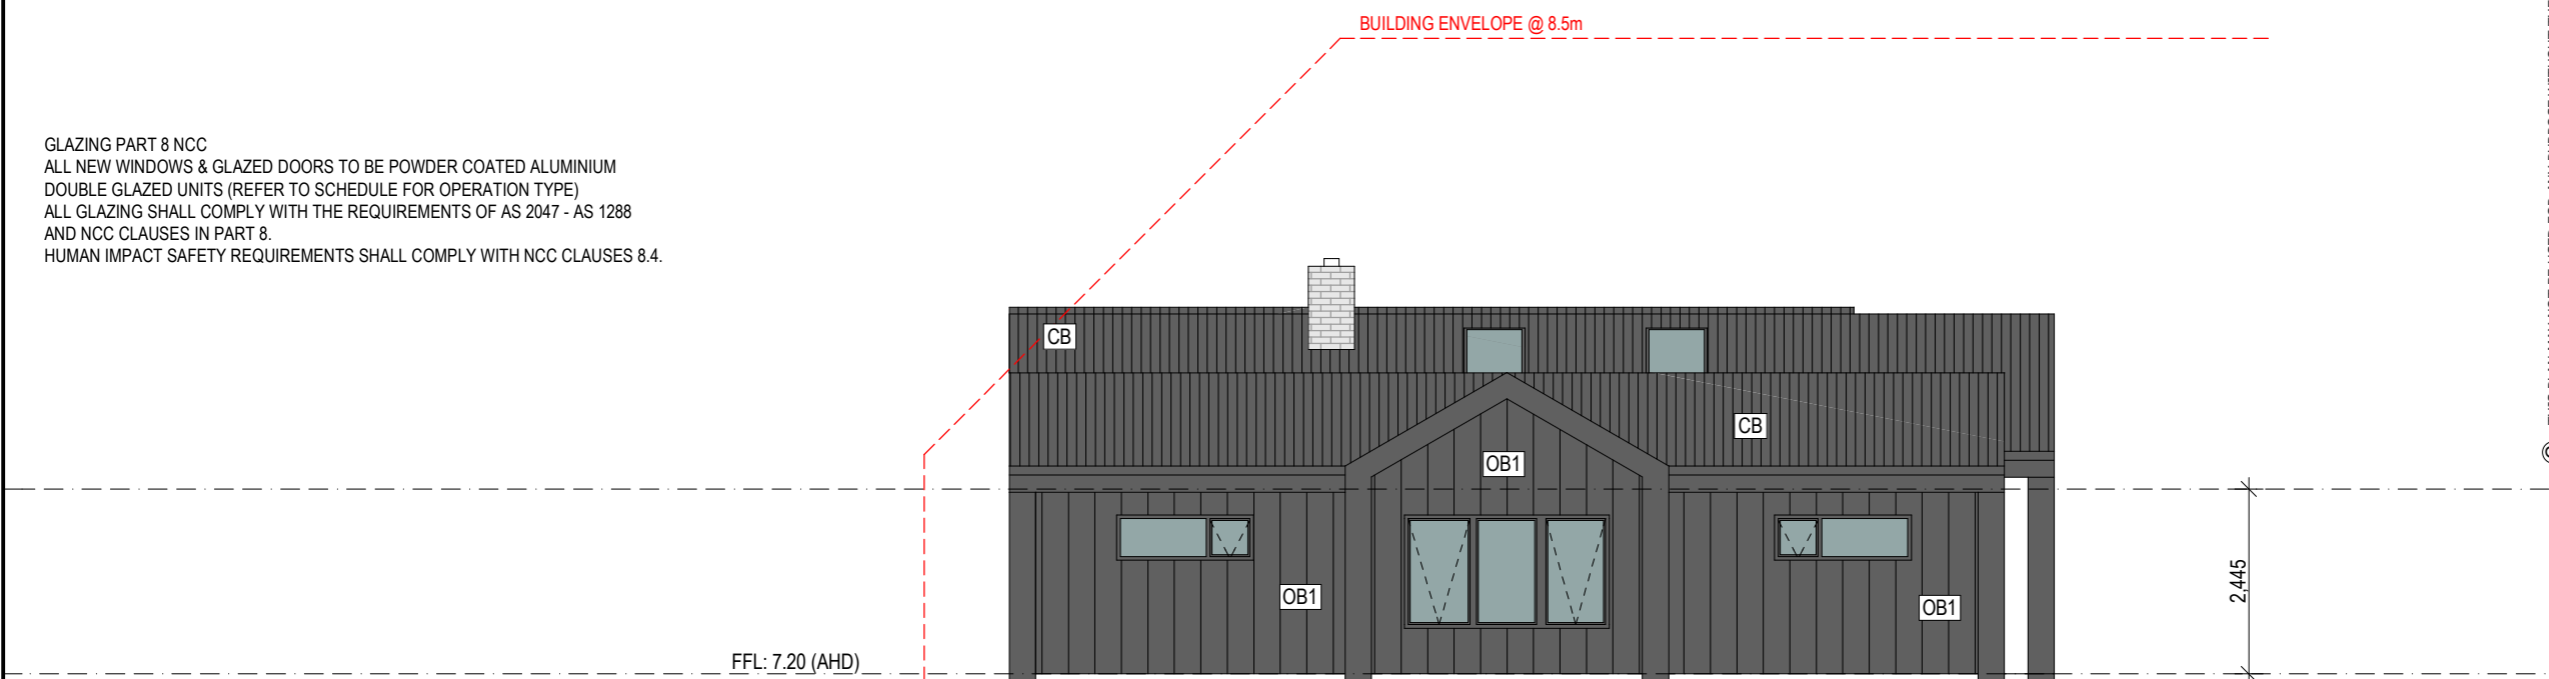 BUILDING ENVELOPE @ 8.5m
GLAZING PART 8 NCC
ALL NEW WINDOWS & GLAZED DOORS TO BE POWDER COATED ALUMINIUM
DOUBLE GLAZED UNITS (REFER TO SCHEDULE FOR OPERATION TYPE)
ALL GLAZING SHALL COMPLY WITH THE REQUIREMENTS OF AS 2047 - AS 1288
AND NCC CLAUSES IN PART 8.
HUMAN IMPACT SAFETY REQUIREMENTS SHALL COMPLY WITH NCC CLAUSES 8.4.
CB
CB
OB1
OB1
OB1
2,445
FFL: 7.20 (AHD)